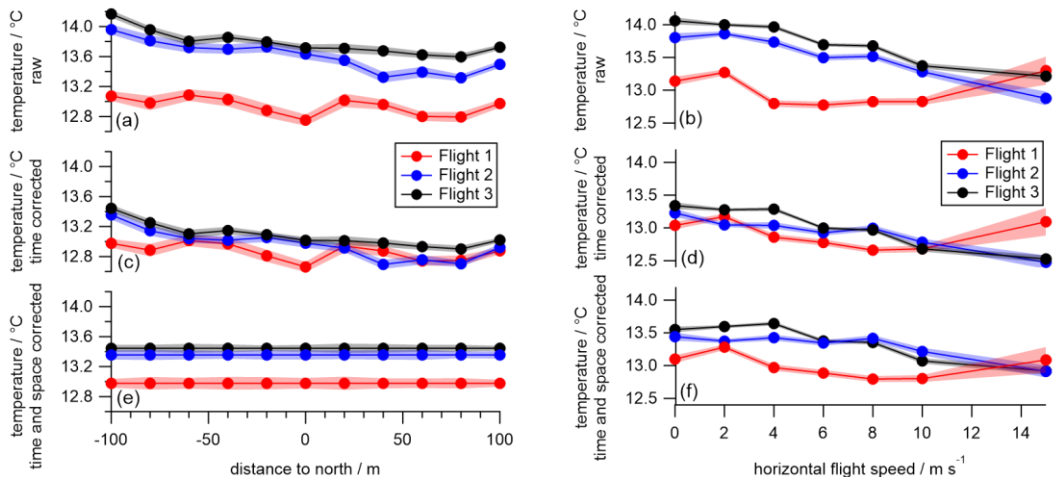 temperature / °C
raw
14.0
13.6
13.2
12.8
(a)
temperature / °C
raw
14.0
13.5
13.0
12.5
(b)
temperature / °C
time corrected
14.0
13.6
13.2
12.8
(c)
Flight 1
Flight 2
Flight 3
temperature / °C
time corrected
13.5
13.0
12.5
(d)
Flight 1
Flight 2
Flight 3
temperature / °C
time and space corrected
14.0
13.6
13.2
12.8
(e)
-100
-50
0
50
100
distance to north / m
temperature / °C
time and space corrected
14.0
13.5
13.0
12.5
(f)
0
2
4
6
8
10
12
14
horizontal flight speed / m s⁻¹